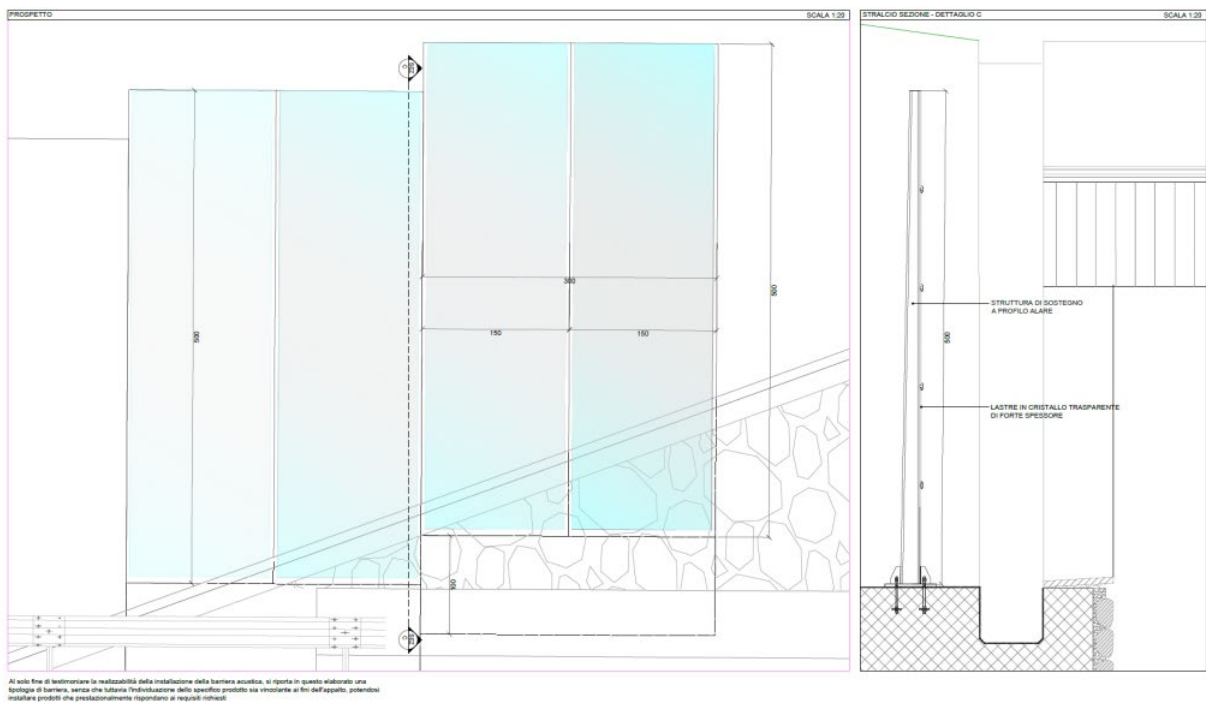 PROSPETTO
SCALA 1:20
500
300
150
150
500
100
Al solo fine di testimoniare la realizzabilità della installazione della barriera acustica, si riporta in questo elaborato una
tipologia di barriera, senza che tuttavia l'individuazione dello specifico prodotto sia vincolante ai fini dell'appalto, potendosi
installare prodotti che prestazionalmente rispondano ai requisiti richiesti
STRALCIO SEZIONE - DETTAGLIO C
SCALA 1:20
STRUTTURA DI SOSTEGNO
A PROFILO ALARE
500
LASTRE IN CRISTALLO TRASPARENTE
DI FORTE SPESSORE